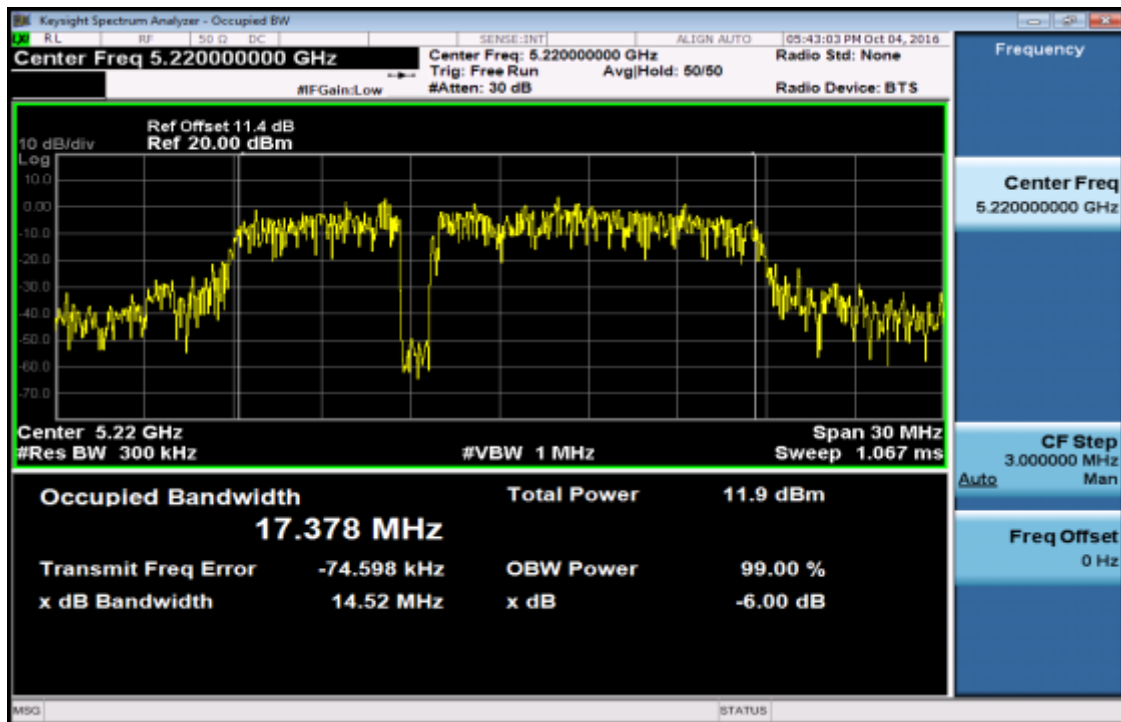 Keysight Spectrum Analyzer - Occupied BW
RL RF 50 Ω DC SENSE:INT ALIGN AUTO 05:43:03 PM Oct 04, 2016
Center Freq 5.220000000 GHz
Center Freq: 5.220000000 GHz Radio Std: None
Trig: Free Run Avg|Hold: 50/50
#IFGain:Low #Atten: 30 dB Radio Device: BTS
Ref Offset 11.4 dB
10 dB/div Ref 20.00 dBm
Log
10.0
0.00
-10.0
-20.0
-30.0
-40.0
-50.0
-60.0
-70.0
Center 5.22 GHz Span 30 MHz
#Res BW 300 kHz #VBW 1 MHz Sweep 1.067 ms
Occupied Bandwidth Total Power 11.9 dBm
17.378 MHz
Transmit Freq Error -74.598 kHz OBW Power 99.00 %
x dB Bandwidth 14.52 MHz x dB -6.00 dB
MSG STATUS
Frequency
Center Freq
5.220000000 GHz
CF Step
3.000000 MHz
Auto Man
Freq Offset
0 Hz